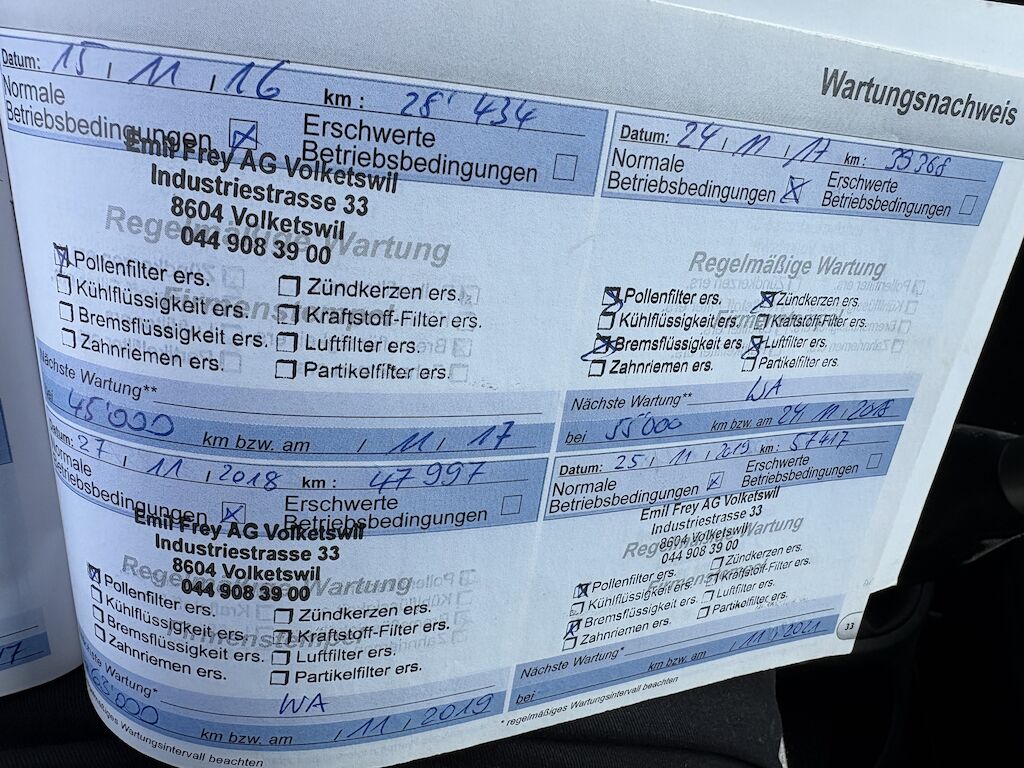 Wartungsnachweis
Datum: 15 / 11 / 16 km: 28'434
Normale Betriebsbedingungen ☒ Erschwerte Betriebsbedingungen ☐
Emil Frey AG Volketswil
Industriestrasse 33
8604 Volketswil
044 908 39 00
Regelmäßige Wartung
☒ Pollenfilter ers. ☐ Zündkerzen ers.
☐ Kühlflüssigkeit ers. ☐ Kraftstoff-Filter ers.
☐ Bremsflüssigkeit ers. ☐ Luftfilter ers.
☐ Zahnriemen ers. ☐ Partikelfilter ers.
Nächste Wartung**
bei 45'000 km bzw. am / 11 / 17
Datum: 24 / 11 / 17 km: 39368
Normale Betriebsbedingungen ☒ Erschwerte Betriebsbedingungen ☐
Regelmäßige Wartung
☒ Pollenfilter ers. ☒ Zündkerzen ers.
☐ Kühlflüssigkeit ers. ☐ Kraftstoff-Filter ers.
☒ Bremsflüssigkeit ers. ☒ Luftfilter ers.
☐ Zahnriemen ers. ☐ Partikelfilter ers.
Nächste Wartung** WA
bei 55'000 km bzw. am 24 / 11 / 2018
Datum: 27 / 11 / 2018 km: 47997
Normale Betriebsbedingungen ☒ Erschwerte Betriebsbedingungen ☐
Emil Frey AG Volketswil
Industriestrasse 33
8604 Volketswil
044 908 39 00
Regelmäßige Wartung
☒ Pollenfilter ers. ☐ Zündkerzen ers.
☐ Kühlflüssigkeit ers. ☐ Kraftstoff-Filter ers.
☐ Bremsflüssigkeit ers. ☐ Luftfilter ers.
☐ Zahnriemen ers. ☐ Partikelfilter ers.
Nächste Wartung* WA
63'000 km bzw. am / 11 / 2019
* regelmäßiges Wartungsintervall beachten
Datum: 25 / 11 / 2019 km: 57417
Normale Betriebsbedingungen ☒ Erschwerte Betriebsbedingungen ☐
Emil Frey AG Volketswil
Industriestrasse 33
8604 Volketswil
044 908 39 00
Regelmäßige Wartung
☒ Pollenfilter ers. ☐ Zündkerzen ers.
☐ Kühlflüssigkeit ers. ☐ Kraftstoff-Filter ers.
☒ Bremsflüssigkeit ers. ☐ Luftfilter ers.
☐ Zahnriemen ers. ☐ Partikelfilter ers.
Nächste Wartung*
bei km bzw. am / 11 / 2021
* regelmäßiges Wartungsintervall beachten
33